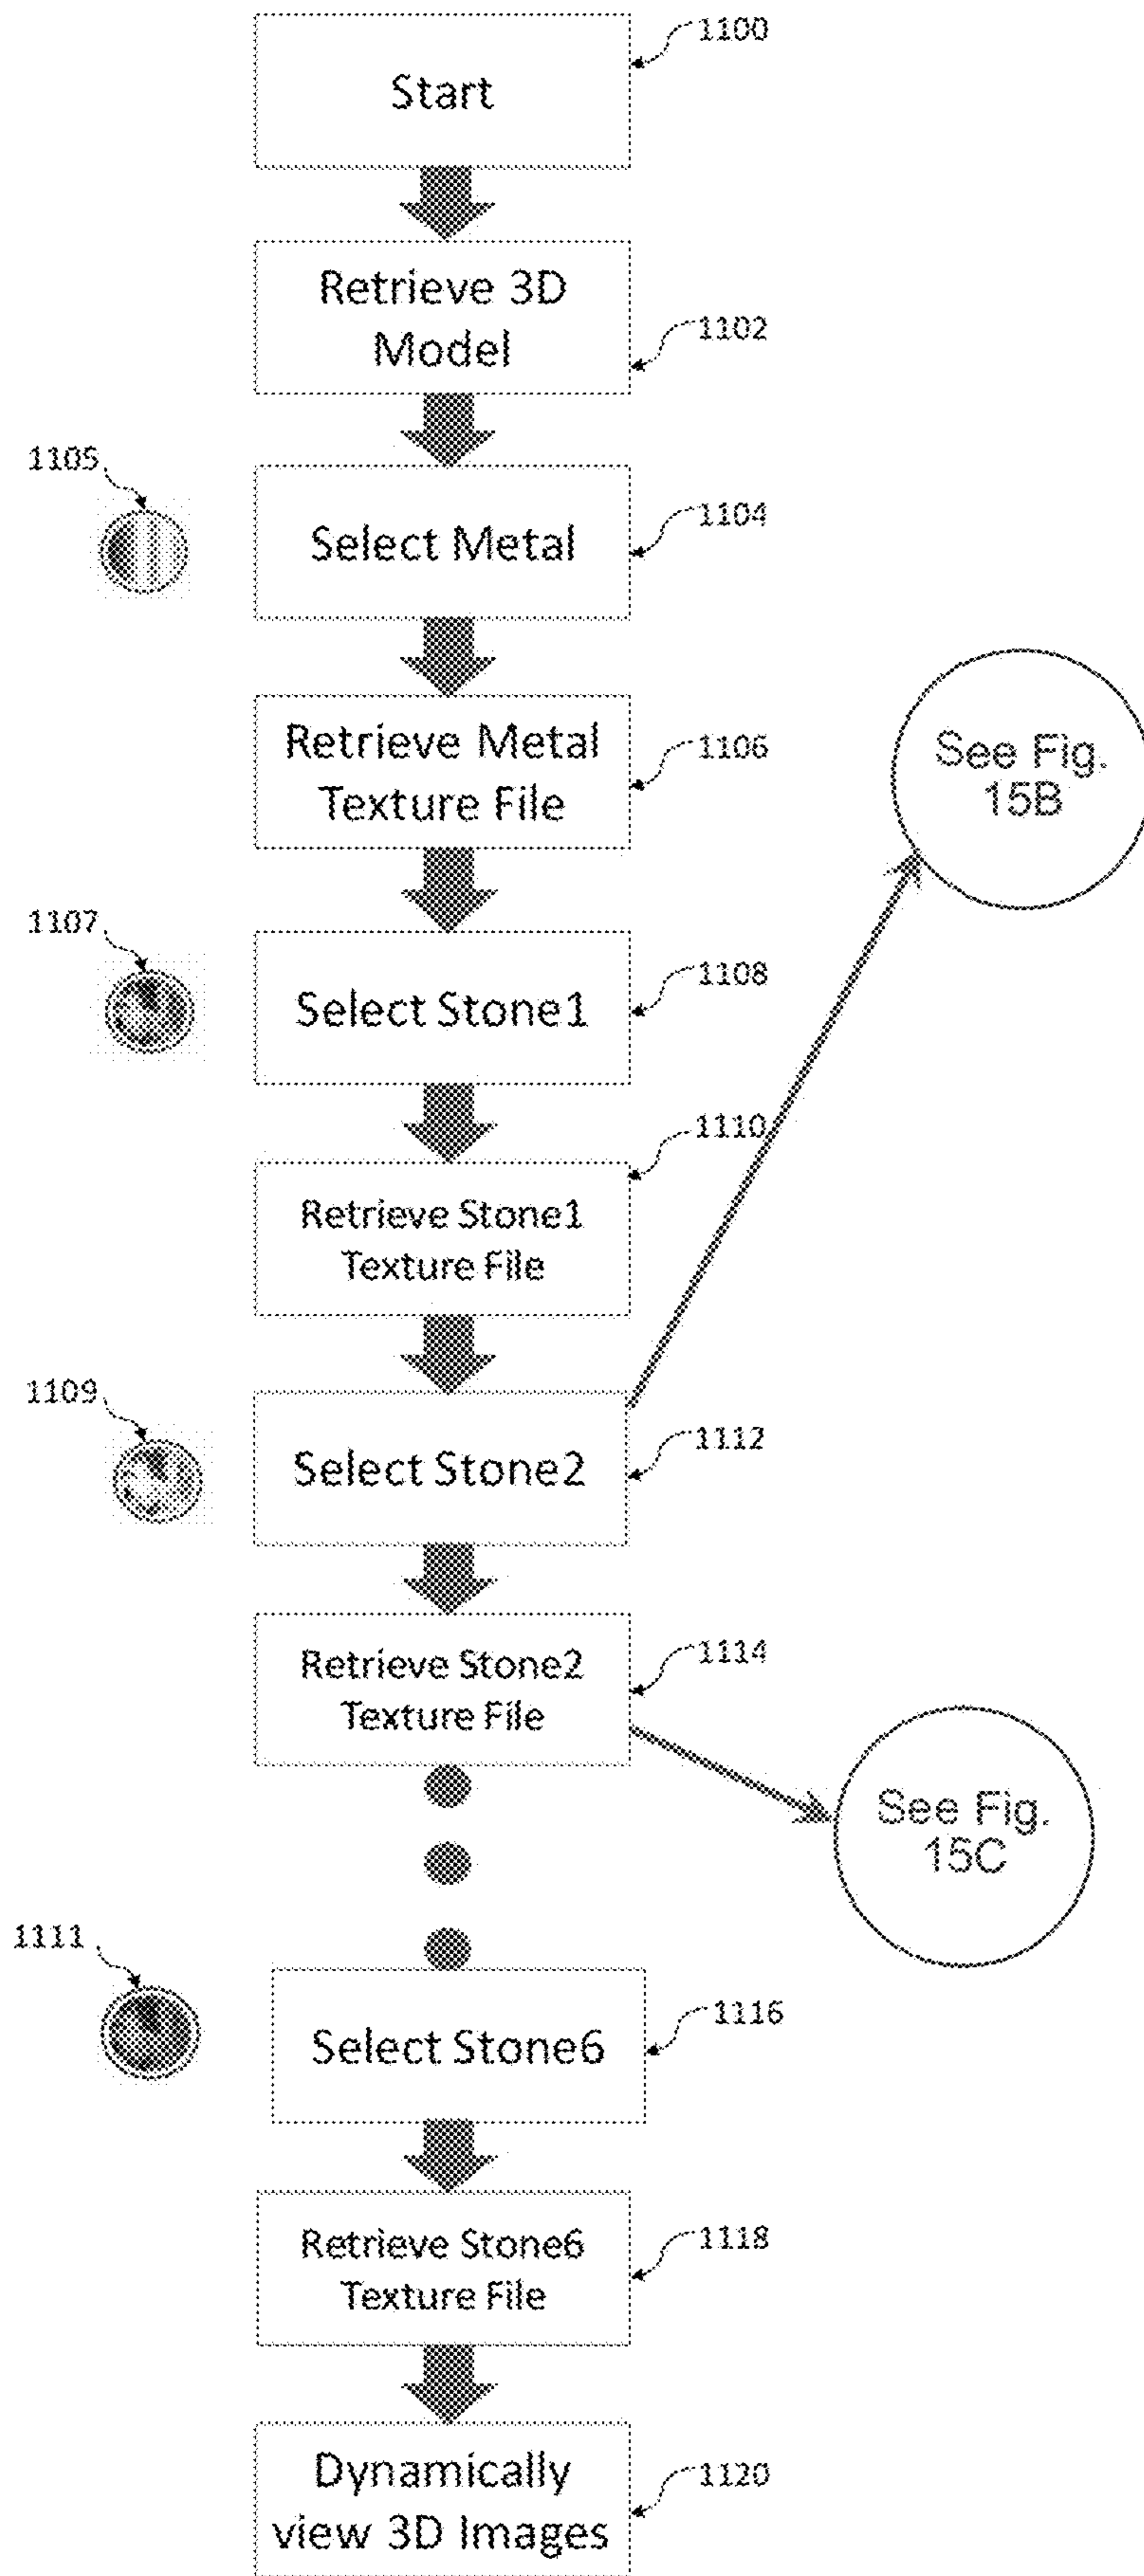 1100
Start
Retrieve 3D
Model
1102
1105
Select Metal
1104
Retrieve Metal
Texture File
1106
See Fig.
15B
1107
Select Stone1
1108
1110
Retrieve Stone1
Texture File
1109
Select Stone2
1112
Retrieve Stone2
Texture File
1114
See Fig.
15C
1111
Select Stone6
1116
Retrieve Stone6
Texture File
1118
Dynamically
view 3D Images
1120